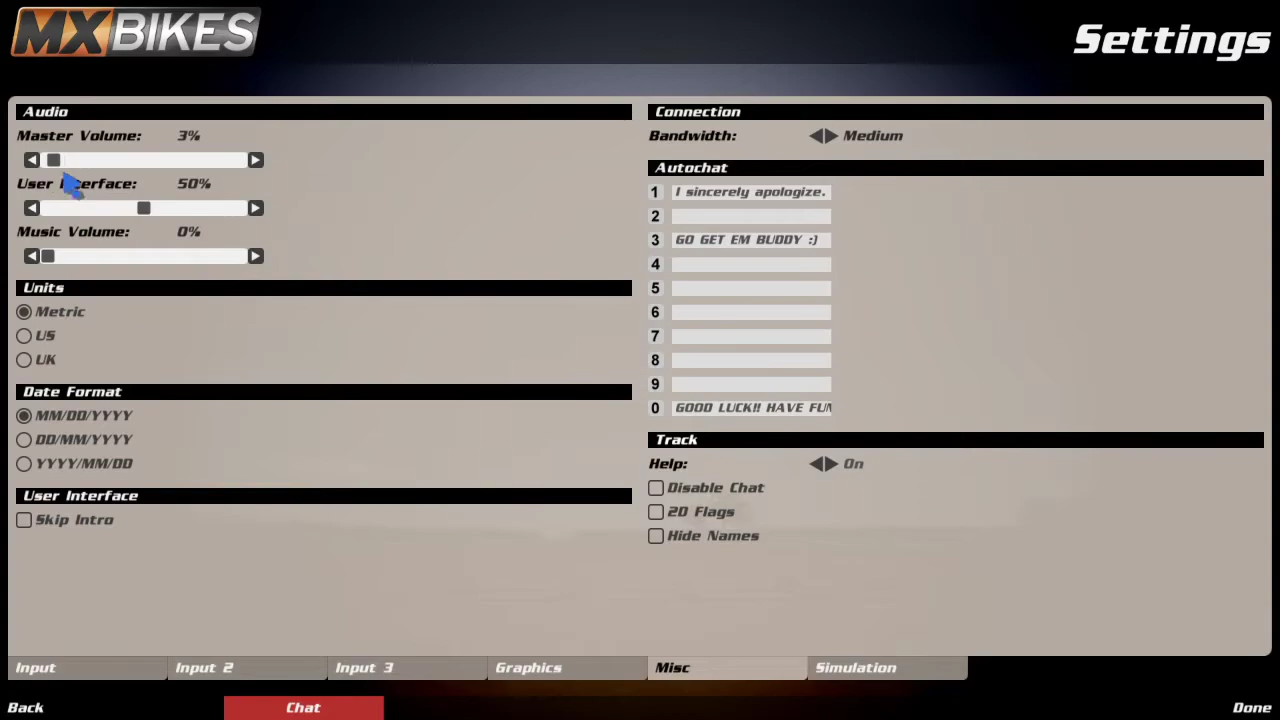 MXBIKES
Settings
Audio
Master Volume: 3%
User Interface: 50%
Music Volume: 0%
Units
Metric
US
UK
Date Format
MM/DD/YYYY
DD/MM/YYYY
YYYY/MM/DD
User Interface
Skip Intro
Connection
Bandwidth: Medium
Autochat
1 I sincerely apologize.
2
3 GO GET EM BUDDY :)
4
5
6
7
8
9
0 GOOD LUCK!! HAVE FUN
Track
Help: On
Disable Chat
2D Flags
Hide Names
Input
Input 2
Input 3
Graphics
Misc
Simulation
Back
Chat
Done